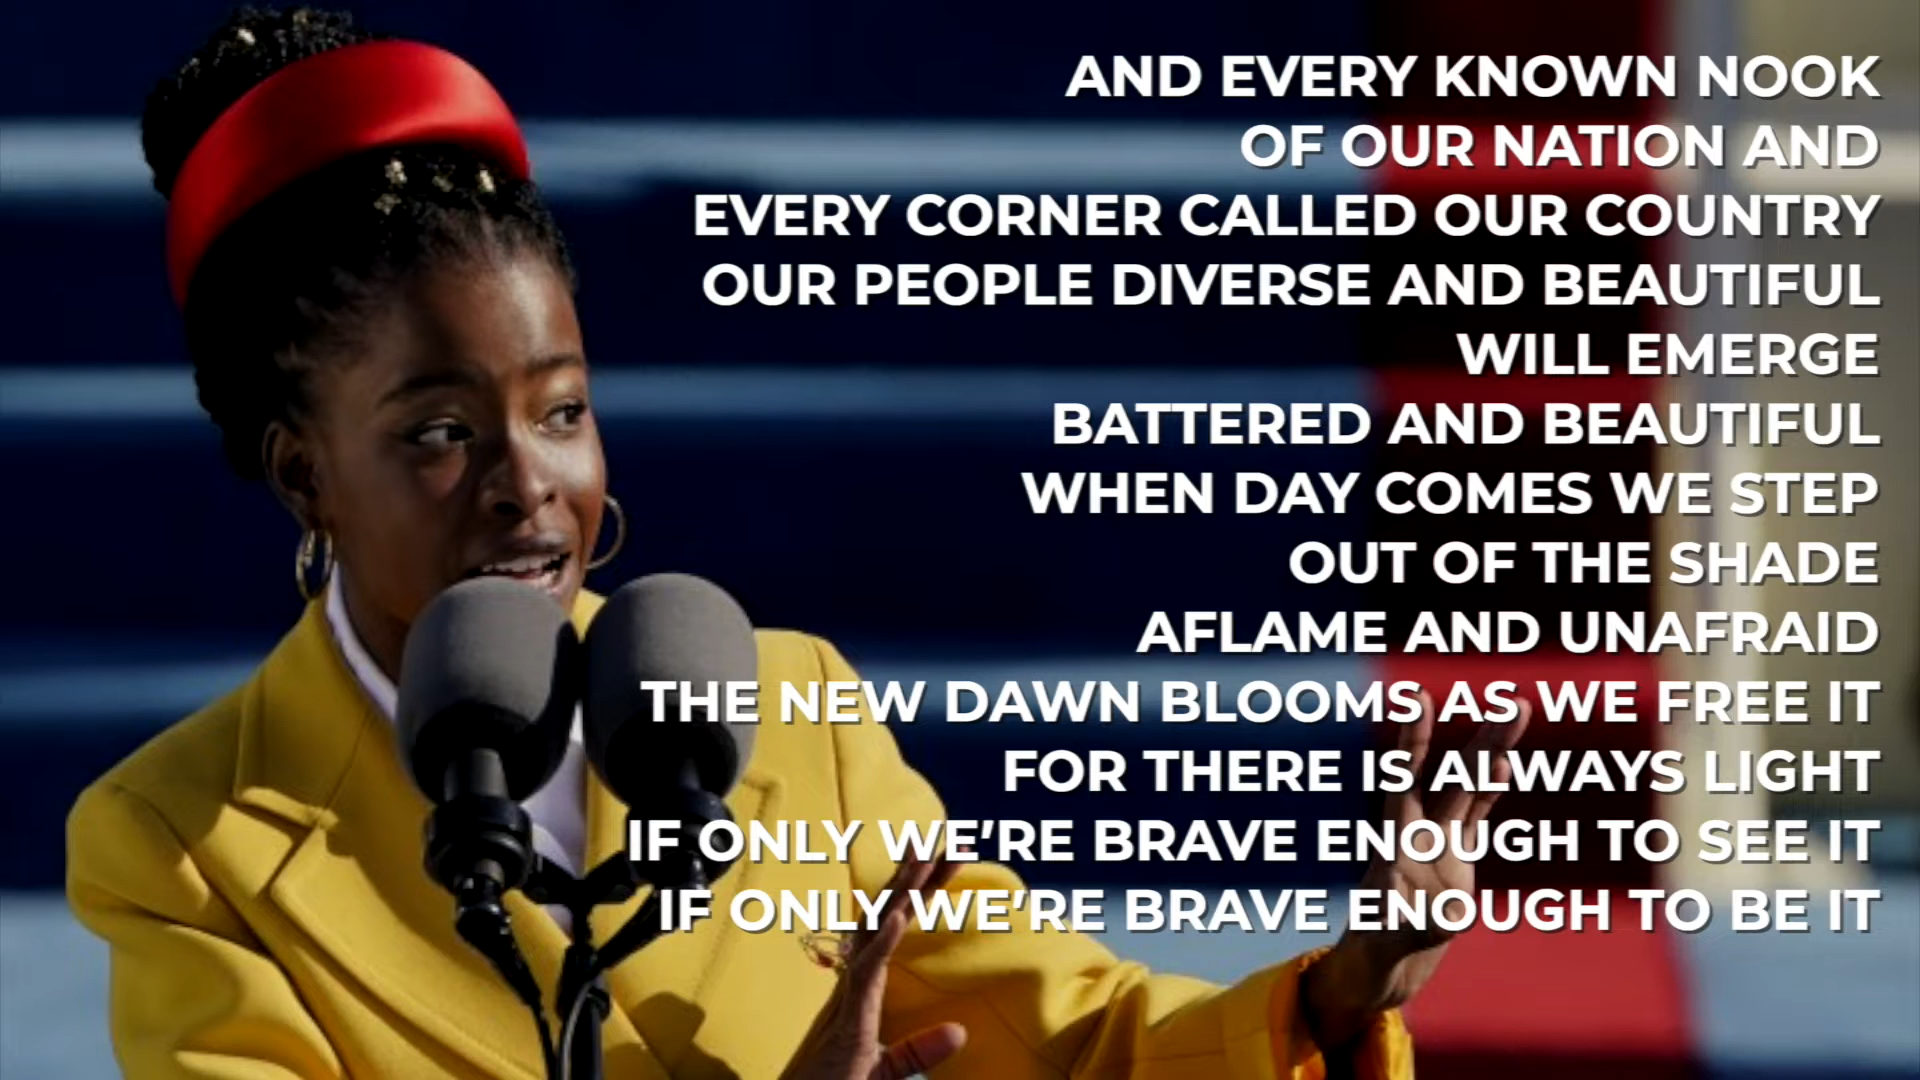 AND EVERY KNOWN NOOK
OF OUR NATION AND
EVERY CORNER CALLED OUR COUNTRY
OUR PEOPLE DIVERSE AND BEAUTIFUL
WILL EMERGE
BATTERED AND BEAUTIFUL
WHEN DAY COMES WE STEP
OUT OF THE SHADE
AFLAME AND UNAFRAID
THE NEW DAWN BLOOMS AS WE FREE IT
FOR THERE IS ALWAYS LIGHT
IF ONLY WE'RE BRAVE ENOUGH TO SEE IT
IF ONLY WE'RE BRAVE ENOUGH TO BE IT